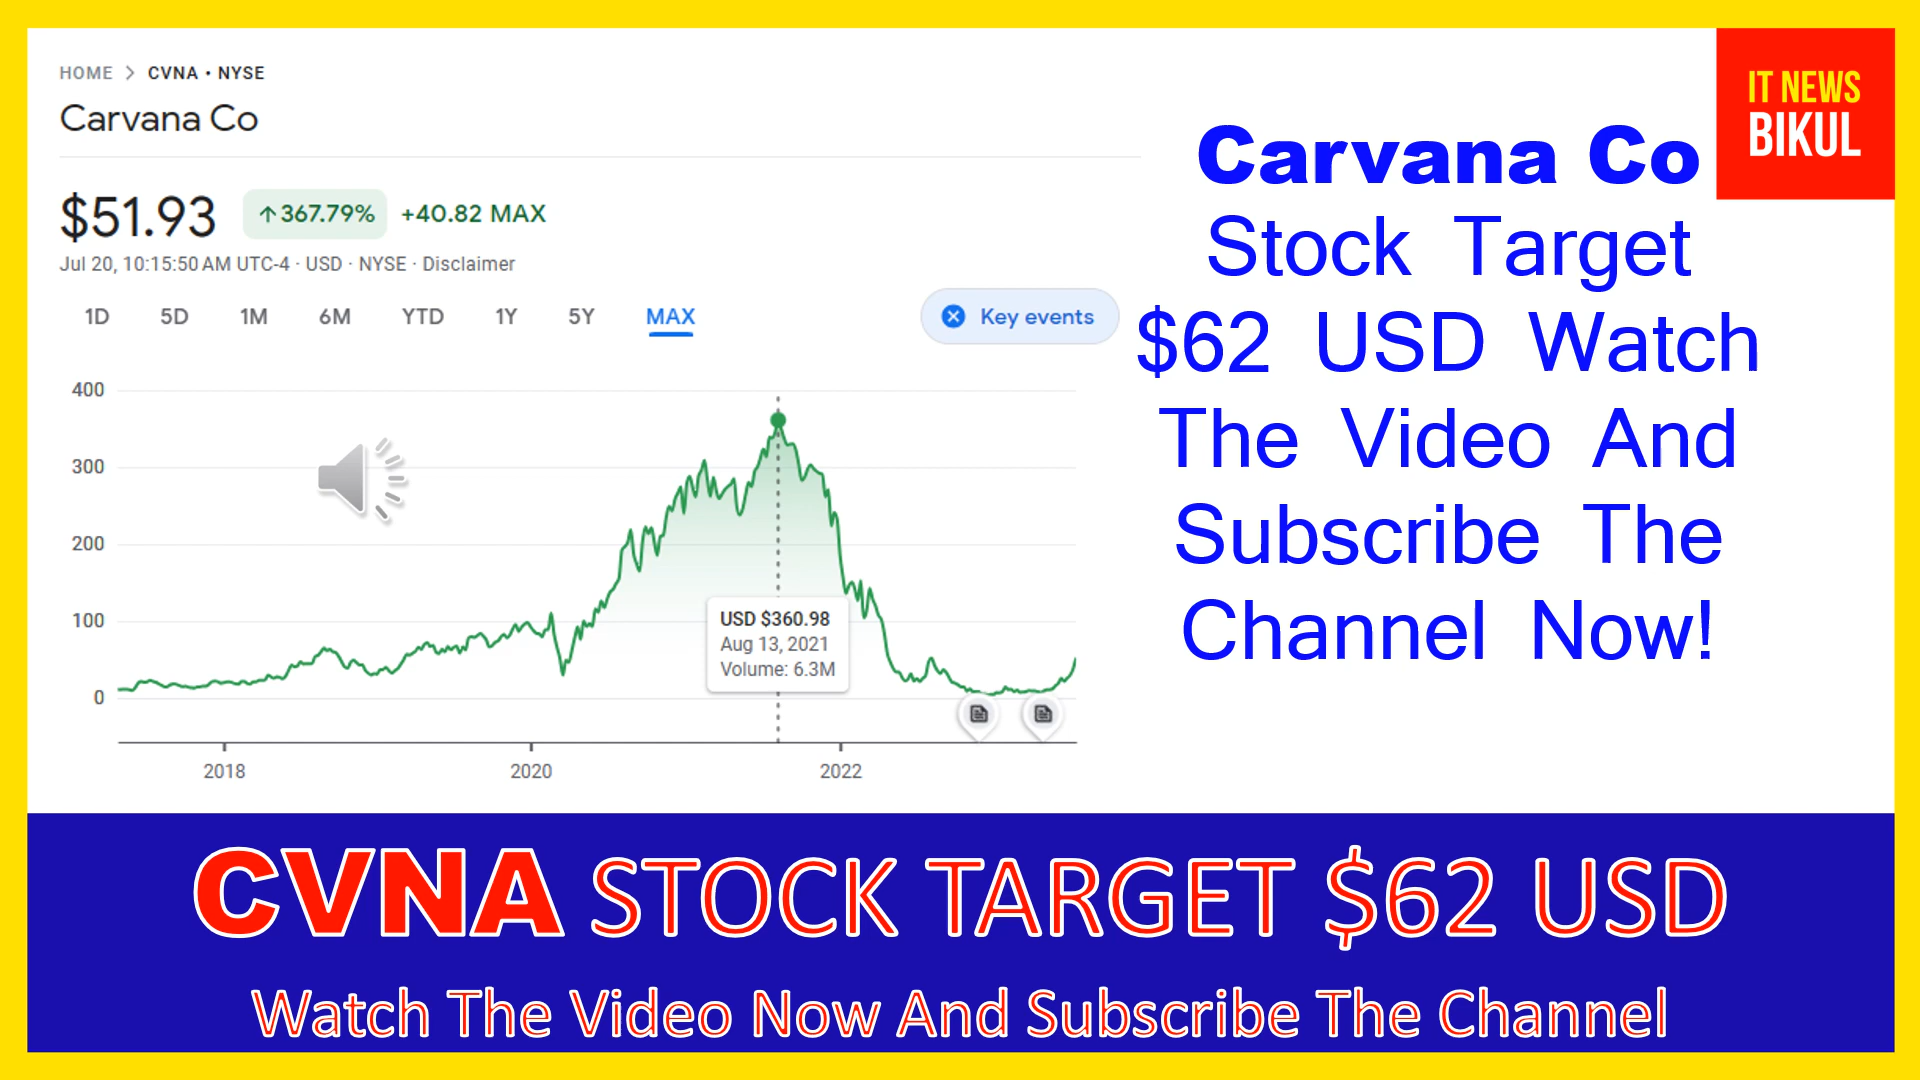 HOME > CVNA • NYSE
Carvana Co
$51.93 ↑367.79% +40.82 MAX
Jul 20, 10:15:50 AM UTC-4 · USD · NYSE · Disclaimer
1D 5D 1M 6M YTD 1Y 5Y MAX
Key events
400
300
200
100
0
USD $360.98
Aug 13, 2021
Volume: 6.3M
2018 2020 2022
IT NEWS
BIKUL
Carvana Co
Stock Target
$62 USD Watch
The Video And
Subscribe The
Channel Now!
CVNA STOCK TARGET $62 USD
Watch The Video Now And Subscribe The Channel